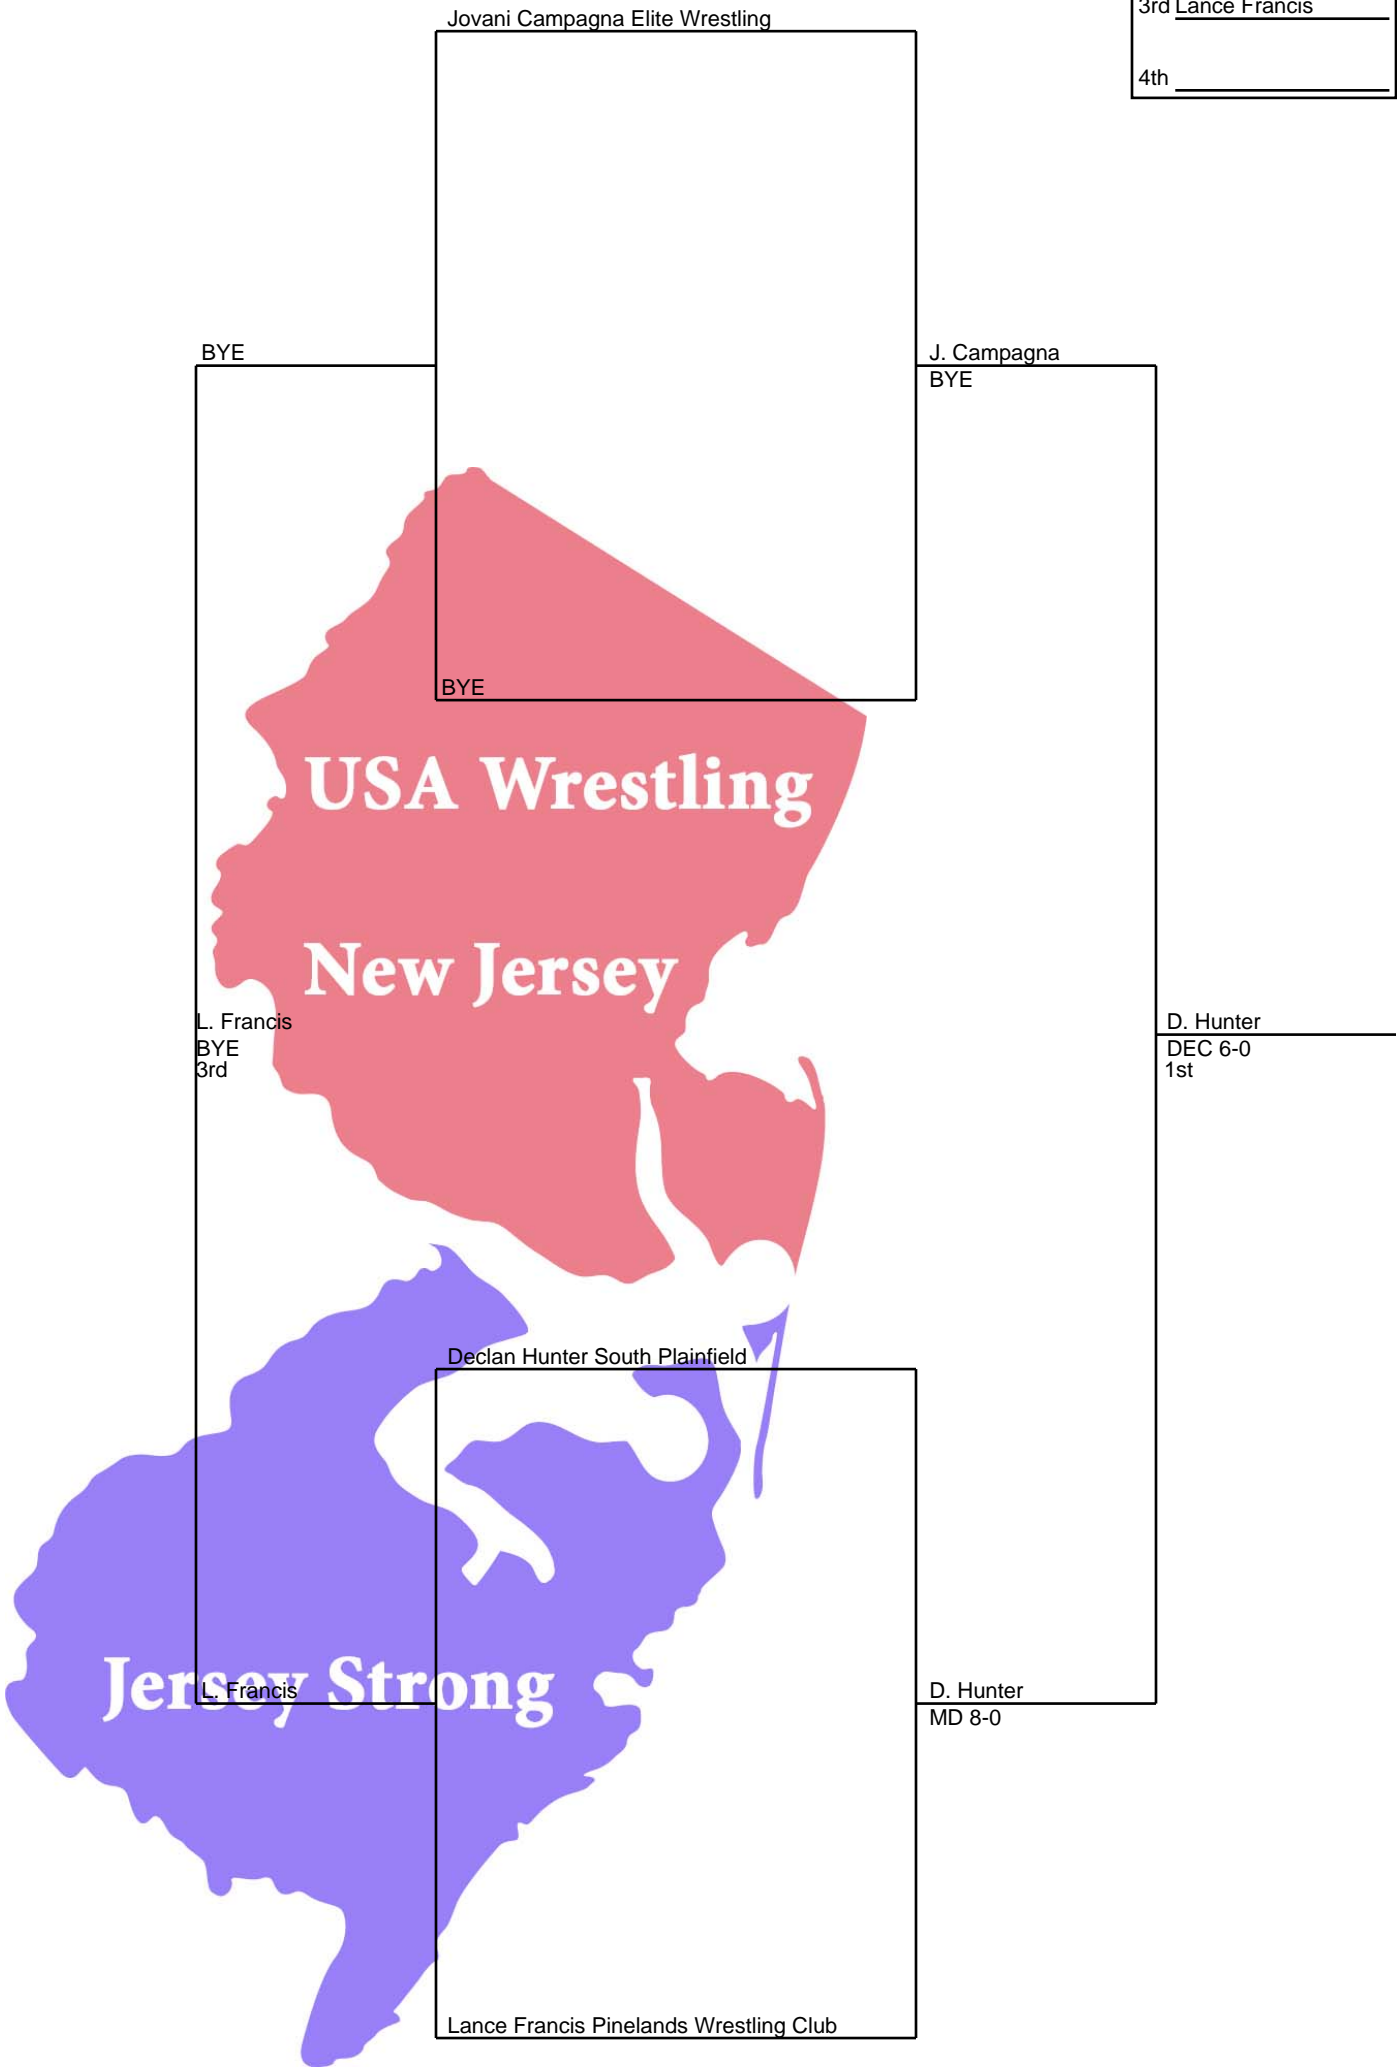 3rd Lance Francis
Jovani Campagna Elite Wrestling
4th
BYE
J. Campagna
BYE
BYE
USA Wrestling
New Jersey
L. Francis
BYE
3rd
D. Hunter
DEC 6-0
1st
Declan Hunter South Plainfield
Jersey Strong
L. Francis
D. Hunter
MD 8-0
Lance Francis Pinelands Wrestling Club